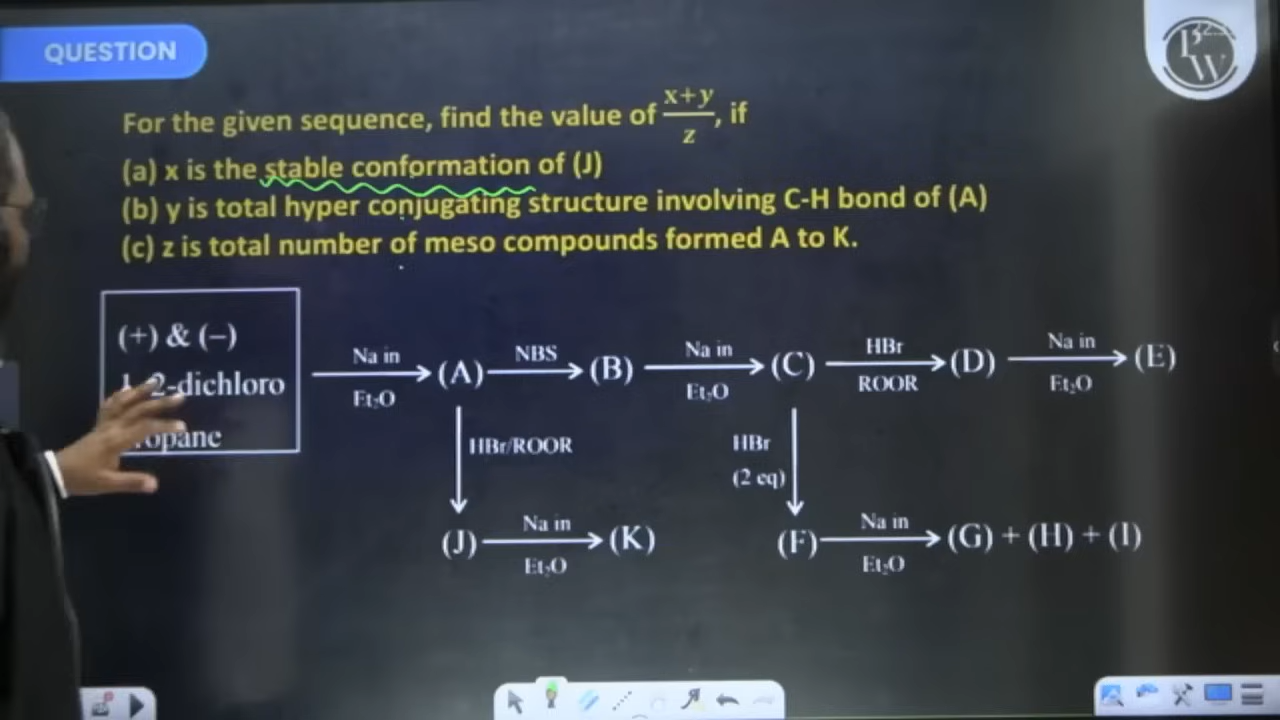 QUESTION
For the given sequence, find the value of x+y/z, if
(a) x is the stable conformation of (J)
(b) y is total hyper conjugating structure involving C-H bond of (A)
(c) z is total number of meso compounds formed A to K.
(+) & (–)
2-dichloro
Na in
Et₂O
(A)
NBS
(B)
Na in
Et₂O
(C)
HBr
ROOR
(D)
Na in
Et₂O
(E)
HBr/ROOR
HBr
(2 eq)
(J)
Na in
Et₂O
(K)
(F)
Na in
Et₂O
(G) + (H) + (I)